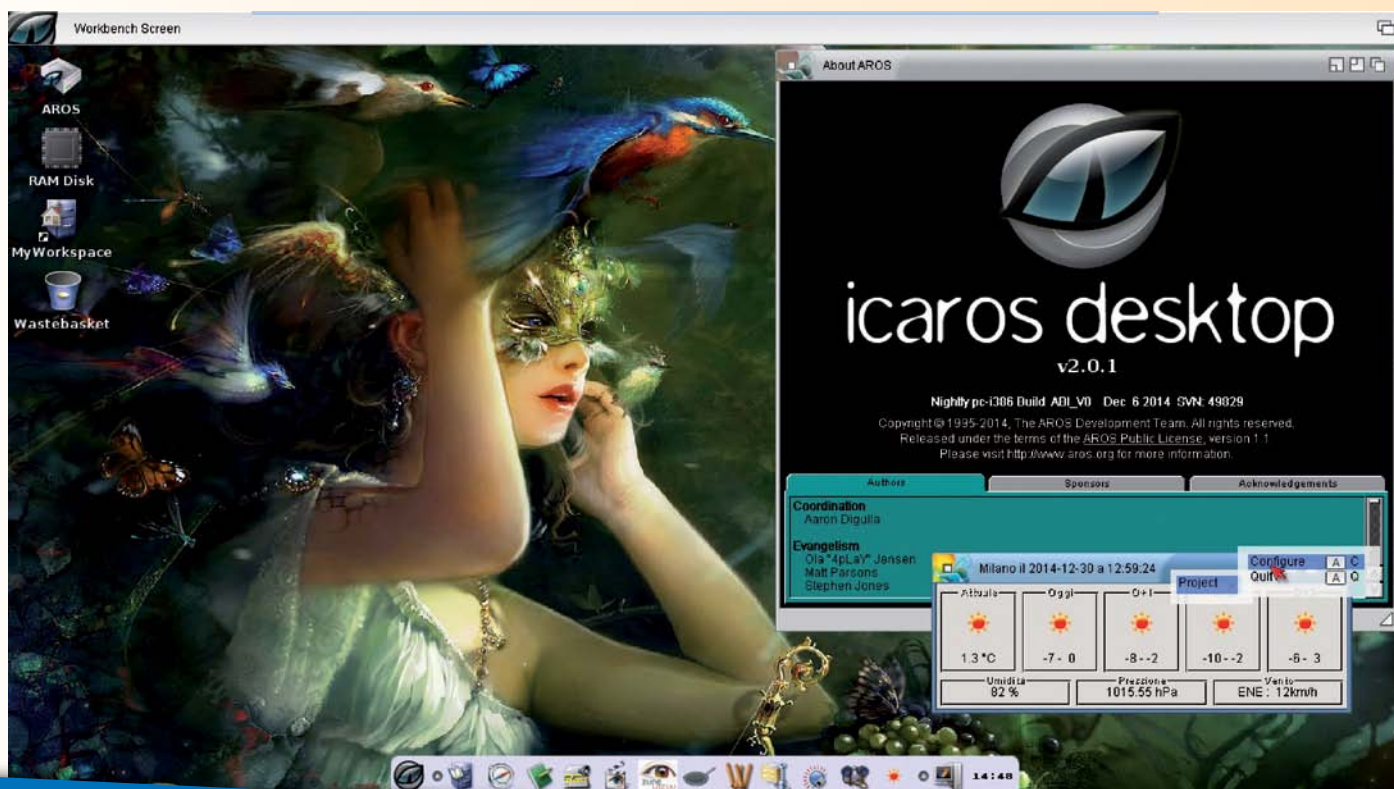 Workbench Screen
AROS
RAM Disk
MyWorkspace
Wastebasket
About AROS
icaros desktop
v2.0.1
Nightly pc-i386 Build ABI_V0 Dec 6 2014 SVN: 49829
Copyright © 1995-2014, The AROS Development Team. All rights reserved.
Released under the terms of the AROS Public License, version 1.1
Please visit http://www.aros.org for more information.
Authors
Sponsors
Acknowledgements
Coordination
Aaron Digulla
Evangelism
Ola "4pLaY" Jensen
Matt Parsons
Stephen Jones
Milano il 2014-12-30 a 12:59:24
Project
Configure A C
Quit A Q
Attuale
Oggi
1.3 °C
-7 - 0
-8 - -2
-10 - -2
-6 - 3
Umidita
82 %
Pressione
1015.55 hPa
Vento
ENE : 12km/h
14:48